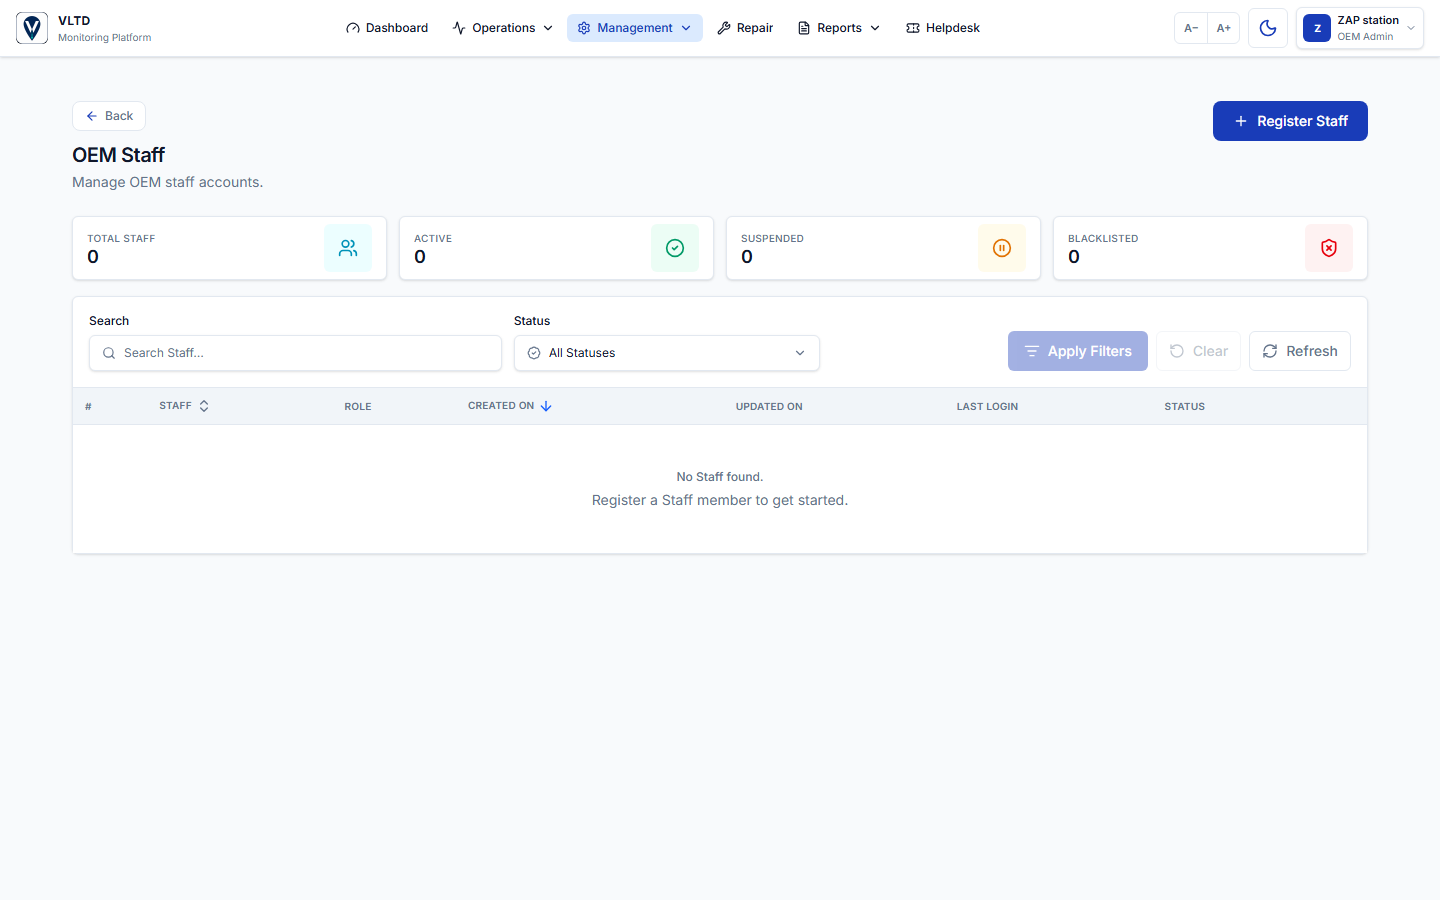 VLTD
Monitoring Platform
Dashboard
Operations
Management
Repair
Reports
Helpdesk
A−
A+
Z
ZAP station
OEM Admin
Back
Register Staff
OEM Staff
Manage OEM staff accounts.
TOTAL STAFF
0
ACTIVE
0
SUSPENDED
0
BLACKLISTED
0
Search
Search Staff...
Status
All Statuses
Apply Filters
Clear
Refresh
# STAFF ROLE CREATED ON UPDATED ON LAST LOGIN STATUS
No Staff found.
Register a Staff member to get started.